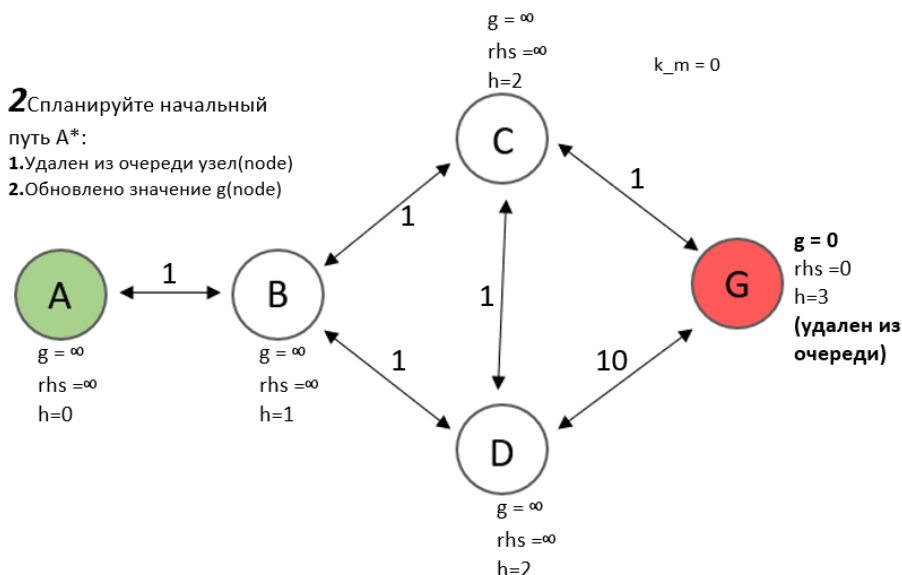 g = ∞
rhs =∞
h=2
k_m = 0
2Спланируйте начальный
путь A*:
1.Удален из очереди узел(node)
2.Обновлено значение g(node)
C
1
1
g = 0
rhs =0
h=3
(удален из
очереди)
A
1
B
1
G
g = ∞
rhs =∞
h=0
g = ∞
rhs =∞
h=1
1
10
D
g = ∞
rhs =∞
h=2